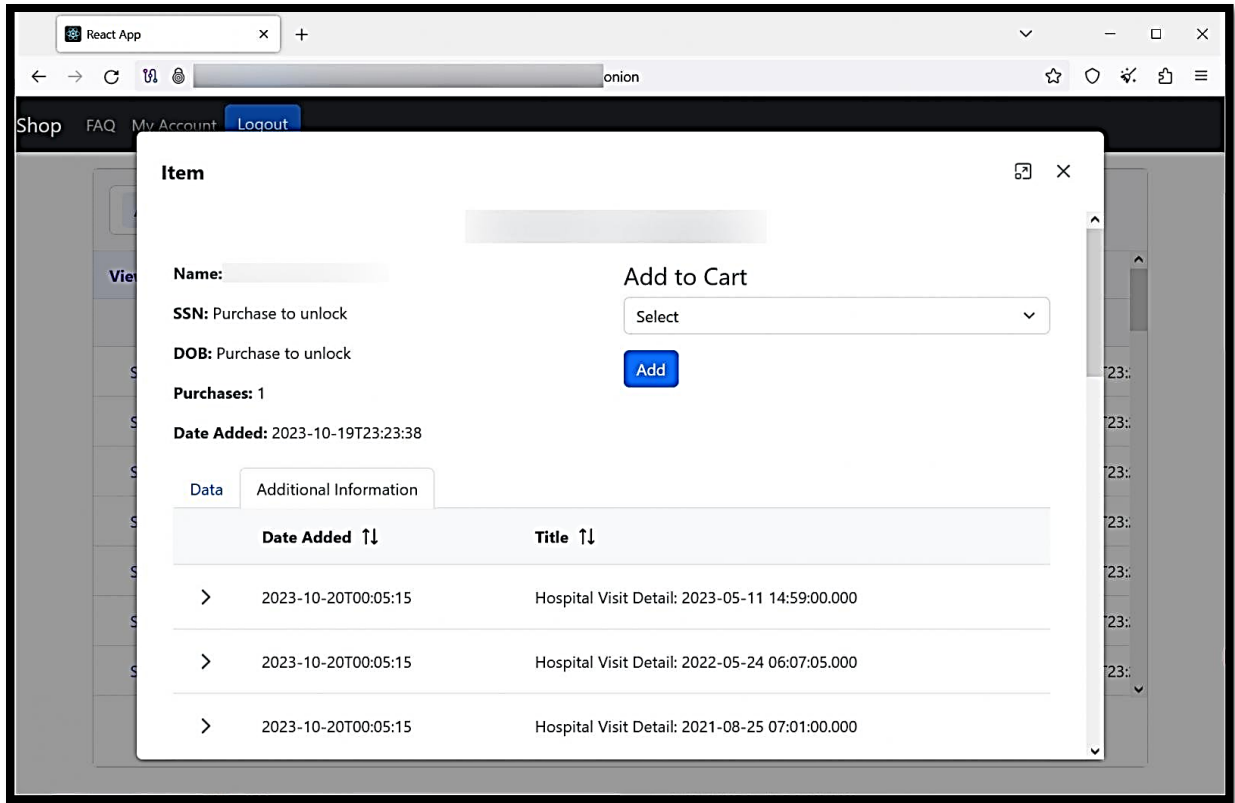 React App
onion
Shop FAQ My Account Logout
Item
Name:
Add to Cart
SSN: Purchase to unlock
Select
DOB: Purchase to unlock
Add
Purchases: 1
Date Added: 2023-10-19T23:23:38
Data Additional Information
Date Added Title
2023-10-20T00:05:15 Hospital Visit Detail: 2023-05-11 14:59:00.000
2023-10-20T00:05:15 Hospital Visit Detail: 2022-05-24 06:07:05.000
2023-10-20T00:05:15 Hospital Visit Detail: 2021-08-25 07:01:00.000